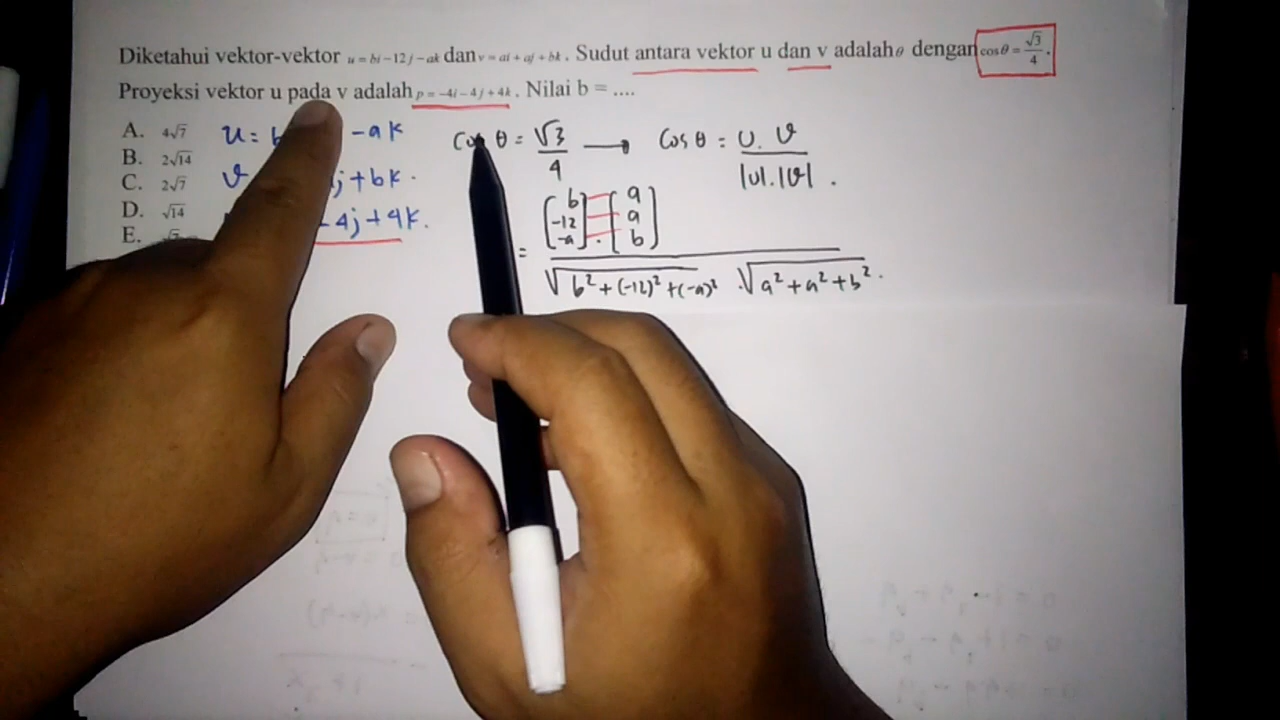 Diketahui vektor-vektor u = bi – 12 j – ak dan v = ai + aj + bk . Sudut antara vektor u dan v adalah θ dengan cos θ = √3/4 .
Proyeksi vektor u pada v adalah p = –4i – 4 j + 4k . Nilai b = ....
A. 4√7
B. 2√14
C. 2√7
D. √14
E.
u = b - ak
v j + bk.
- 4j + 4k.
Cos θ = √3/4 → Cos θ = u . v / |u| . |v| .
= [b -12 -a] . [a a b]
√b² + (-12)² + (-a)² . √a² + a² + b² .